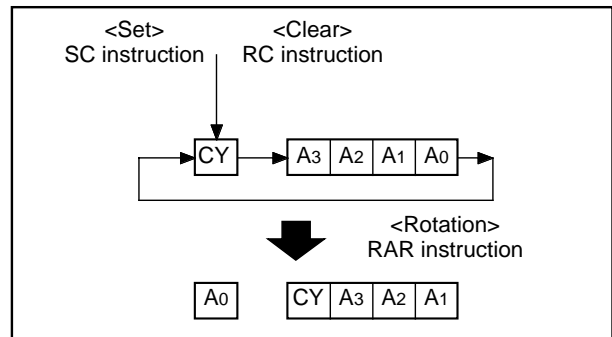 <Set> <Clear>
SC instruction RC instruction
CY A3 A2 A1 A0
<Rotation>
RAR instruction
A0 CY A3 A2 A1